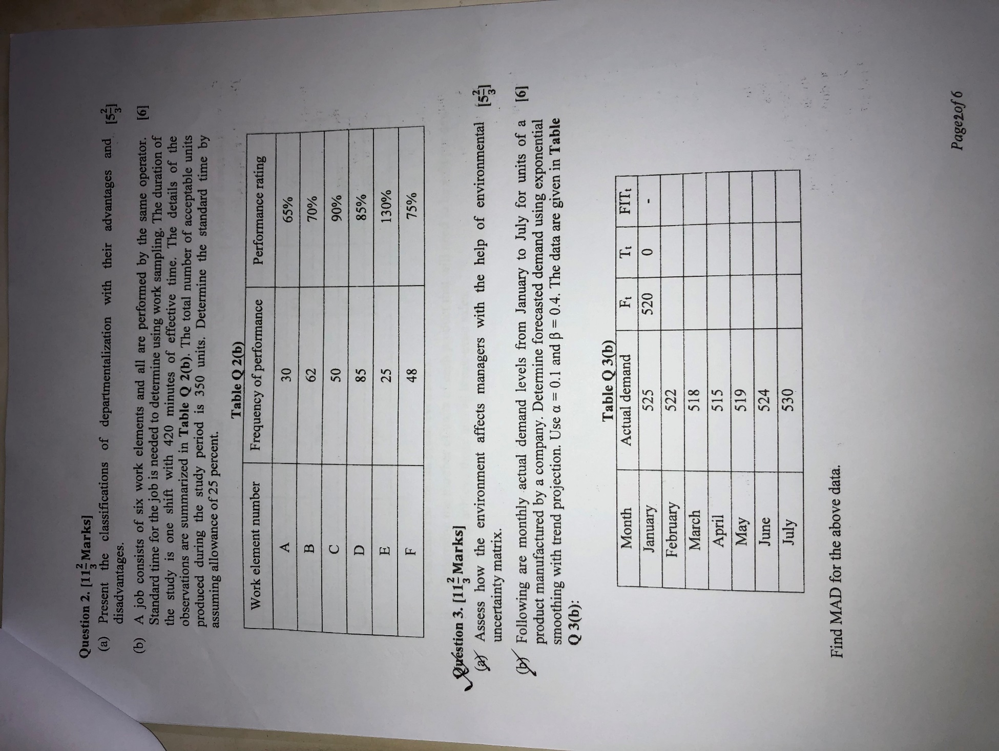 Question 2. [11 2/3 Marks]
(a) Present the classifications of departmentalization with their advantages and [5 2/3]
disadvantages.
(b) A job consists of six work elements and all are performed by the same operator. [6]
Standard time for the job is needed to determine using work sampling. The duration of
the study is one shift with 420 minutes of effective time. The details of the
observations are summarized in Table Q 2(b). The total number of acceptable units
produced during the study period is 350 units. Determine the standard time by
assuming allowance of 25 percent.
Table Q 2(b)
Work element number Frequency of performance Performance rating
A 30 65%
B 62 70%
C 50 90%
D 85 85%
E 25 130%
F 48 75%
Question 3. [11 2/3 Marks]
(a) Assess how the environment affects managers with the help of environmental [5 2/3]
uncertainty matrix.
(b) Following are monthly actual demand levels from January to July for units of a [6]
product manufactured by a company. Determine forecasted demand using exponential
smoothing with trend projection. Use α = 0.1 and β = 0.4. The data are given in Table
Q 3(b):
Table Q 3(b)
Month Actual demand Ft Tt FITt
January 525 520 0 -
February 522
March 518
April 515
May 519
June 524
July 530
Find MAD for the above data.
Page2of 6